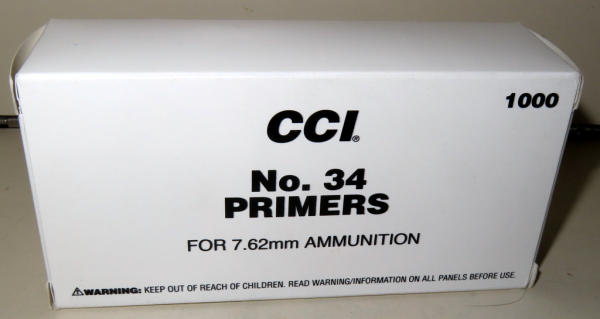 1000
CCI®
No. 34
PRIMERS
FOR 7.62mm AMMUNITION
⚠WARNING: KEEP OUT OF REACH OF CHILDREN. READ WARNING/INFORMATION ON ALL PANELS BEFORE USE.